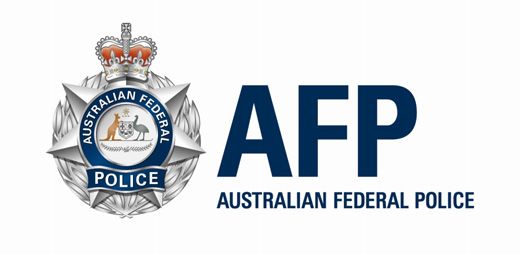 AUSTRALIAN FEDERAL
POLICE
AFP
AUSTRALIAN FEDERAL POLICE